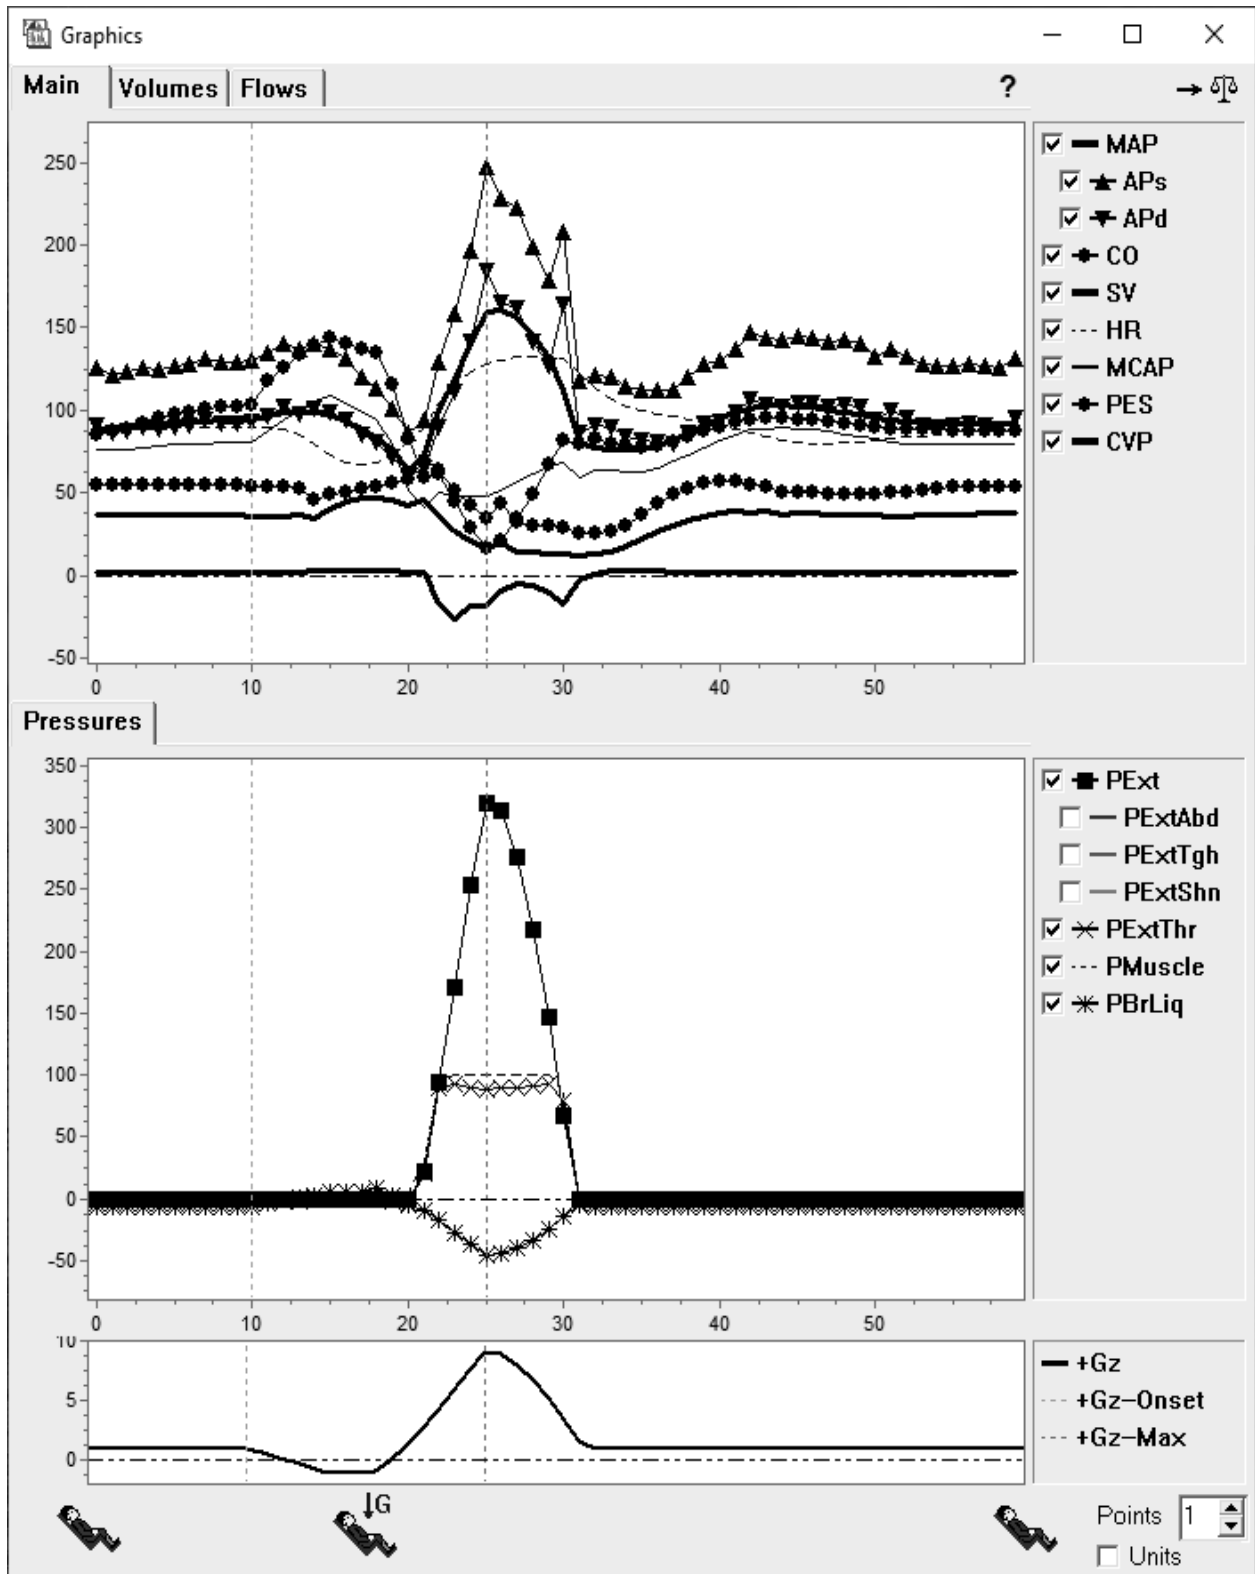 Graphics
Main Volumes Flows ?
250
200
150
100
50
0
-50
0 10 20 30 40 50
MAP
APs
APd
CO
SV
HR
MCAP
PES
CVP
Pressures
350
300
250
200
150
100
50
0
-50
0 10 20 30 40 50
PExt
PExtAbd
PExtTgh
PExtShn
PExtThr
PMuscle
PBrLiq
10
5
0
+Gz
+Gz-Onset
+Gz-Max
G
Points 1
Units